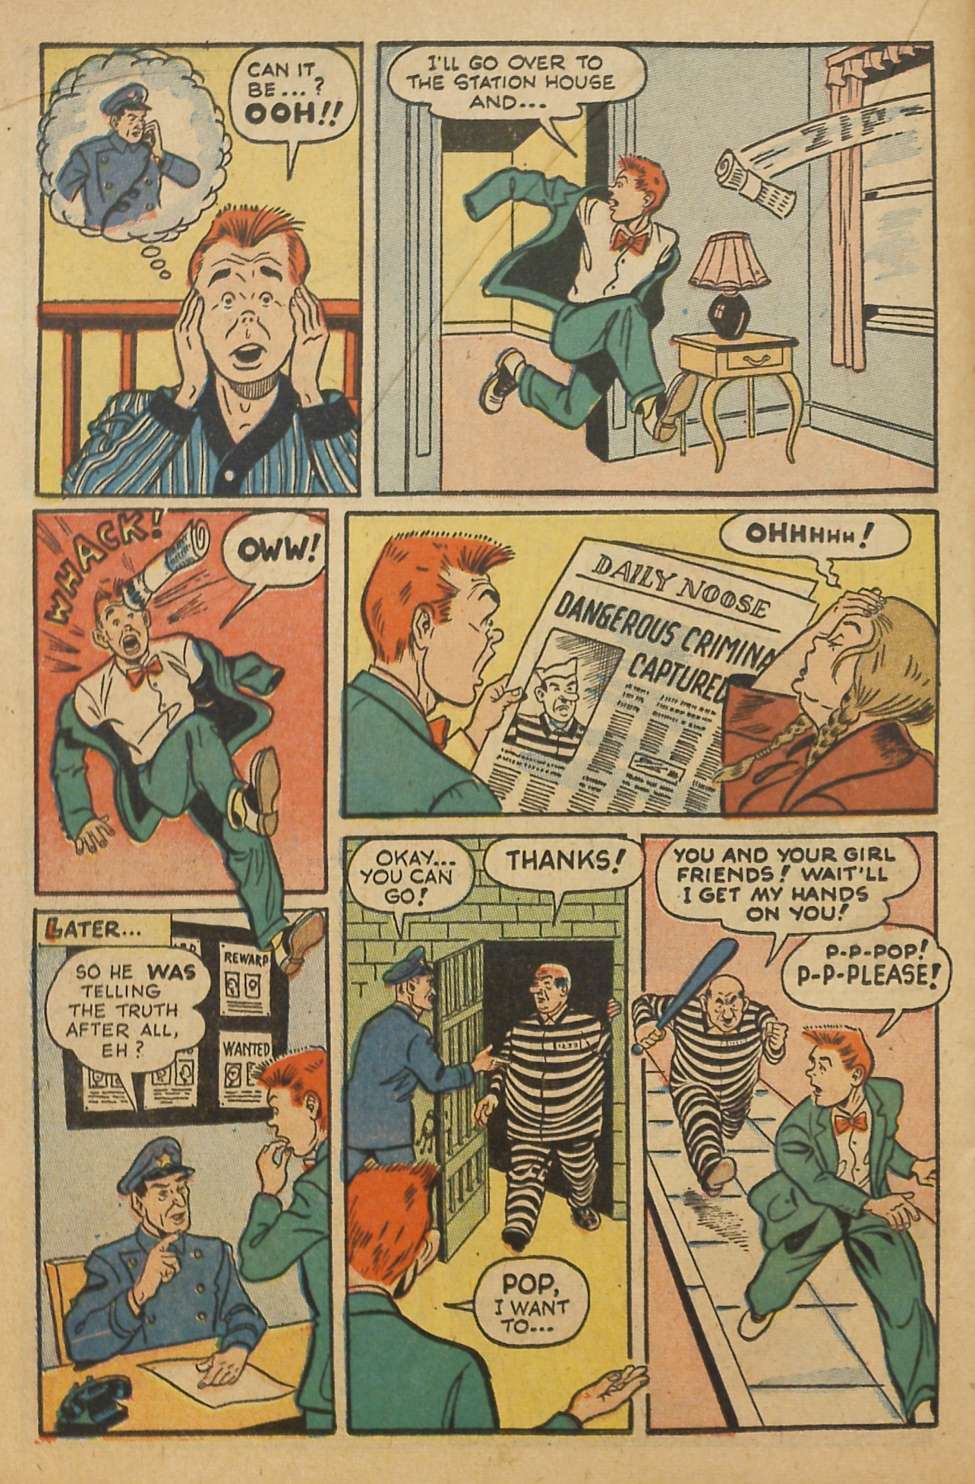 CAN IT
BE...?
OOH!!
I'LL GO OVER TO
THE STATION HOUSE
AND...
ZIP
WHACK!
OWW!
DAILY NOOSE
DANGEROUS CRIMINA
CAPTURED
OHHHHH!
LATER...
SO HE WAS
TELLING
THE TRUTH
AFTER ALL,
EH?
REWARD
WANTED
OKAY...
YOU CAN
GO!
THANKS!
POP,
I WANT
TO...
YOU AND YOUR GIRL
FRIENDS! WAIT'LL
I GET MY HANDS
ON YOU!
P-P-POP!
P-P-PLEASE!